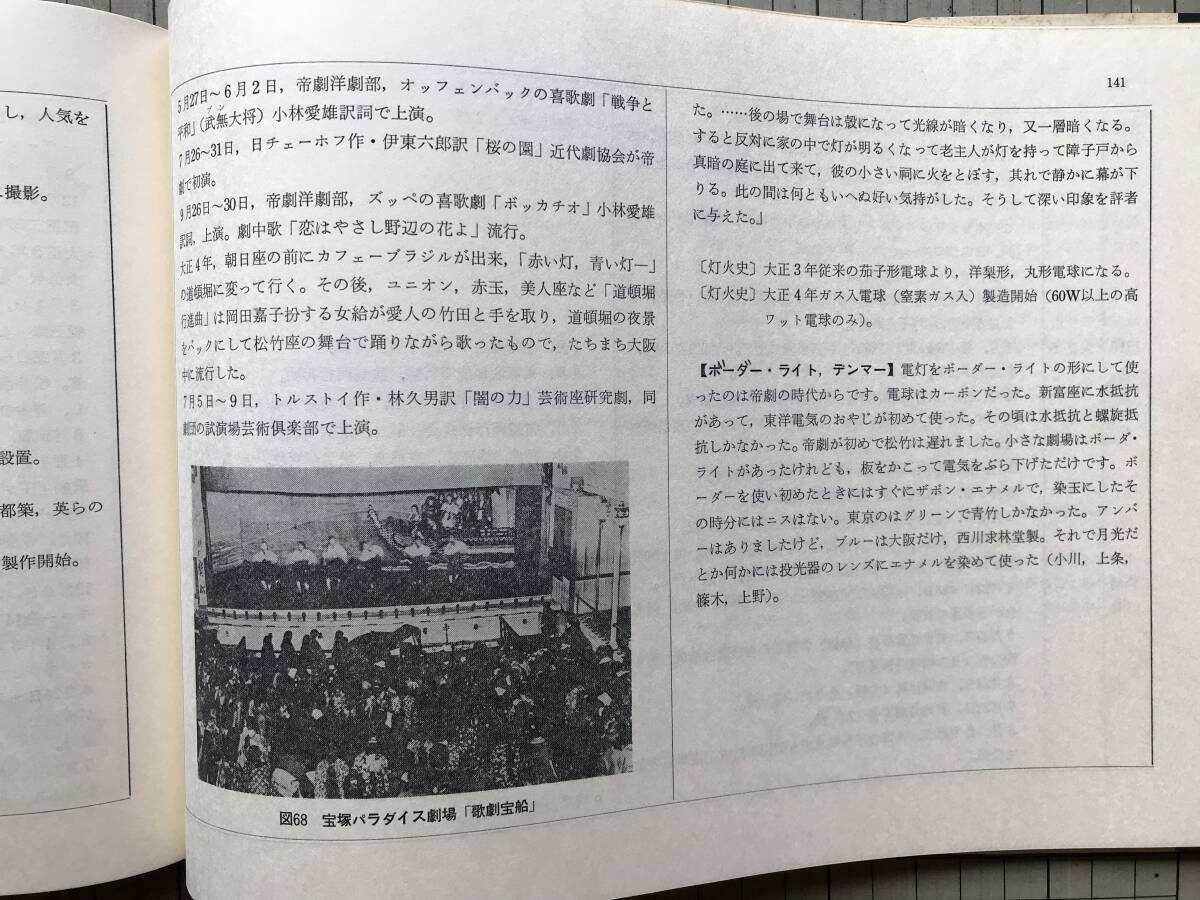 し，人気を
撮影。
設置。
都築，英らの
製作開始。
141
5月27日～6月2日，帝劇洋劇部，オッフェンバックの喜歌劇「戦争と
平和」（武無大将）小林愛雄訳詞で上演。
7月26～31日，日チェーホフ作・伊東六郎訳「桜の園」近代劇協会が帝
劇で初演。
9月26日～30日，帝劇洋劇部，ズッペの喜歌劇「ボッカチオ」小林愛雄
訳詞，上演。劇中歌「恋はやさし野辺の花よ」流行。
大正4年，朝日座の前にカフェーブラジルが出来，「赤い灯，青い灯―」
の道頓堀に変って行く。その後，ユニオン，赤玉，美人座など「道頓堀
行進曲」は岡田嘉子扮する女給が愛人の竹田と手を取り，道頓堀の夜景
をバックにして松竹座の舞台で踊りながら歌ったもので，たちまち大阪
中に流行した。
7月5日～9日，トルストイ作・林久男訳「闇の力」芸術座研究劇，同
劇団の試演場芸術倶楽部で上演。
図68 宝塚パラダイス劇場「歌劇宝船」
た。……後の場で舞台は殻になって光線が暗くなり，又一層暗くなる。
すると反対に家の中で灯が明るくなって老主人が灯を持って障子戸から
真暗の庭に出て来て，彼の小さい祠に火をとぼす，其れで静かに幕が下
りる。此の間は何ともいへぬ好い気持がした。そうして深い印象を評者
に与えた。」
〔灯火史〕大正3年従来の茄子形電球より，洋梨形，丸形電球になる。
〔灯火史〕大正4年ガス入電球（窒素ガス入）製造開始（60W以上の高
ワット電球のみ）。
【ボーダー・ライト，デンマー】電灯をボーダー・ライトの形にして使
ったのは帝劇の時代からです。電球はカーボンだった。新富座に水抵抗
があって，東洋電気のおやじが初めて使った。その頃は水抵抗と螺旋抵
抗しかなかった。帝劇が初めで松竹は遅れました。小さな劇場はボーダ・
ライトがあったけれども，板をかこって電気をぶら下げただけです。ボ
ーダーを使い初めたときにはすぐにザボン・エナメルで，染玉にしたそ
の時分にはニスはない。東京のはグリーンで青竹しかなかった。アンバ
ーはありましたけど，ブルーは大阪だけ，西川求林堂製。それで月光だ
とか何かには投光器のレンズにエナメルを染めて使った（小川，上条，
篠木，上野）。